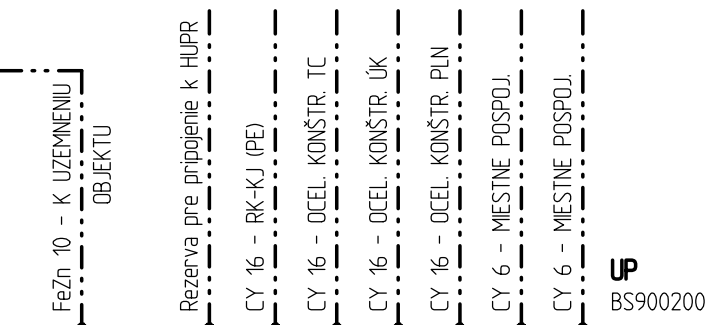 FeZn 10 - K UZEMNENIU
OBJEKTU
Rezerva pre pripojenie k HUPR
CY 16 - RK-KJ (PE)
CY 16 - OCEL. KONŠTR. TC
CY 16 - OCEL. KONŠTR. ÚK
CY 16 - OCEL. KONŠTR. PLN
CY 6 - MIESTNE POSPOJ.
CY 6 - MIESTNE POSPOJ.
UP
BS900200